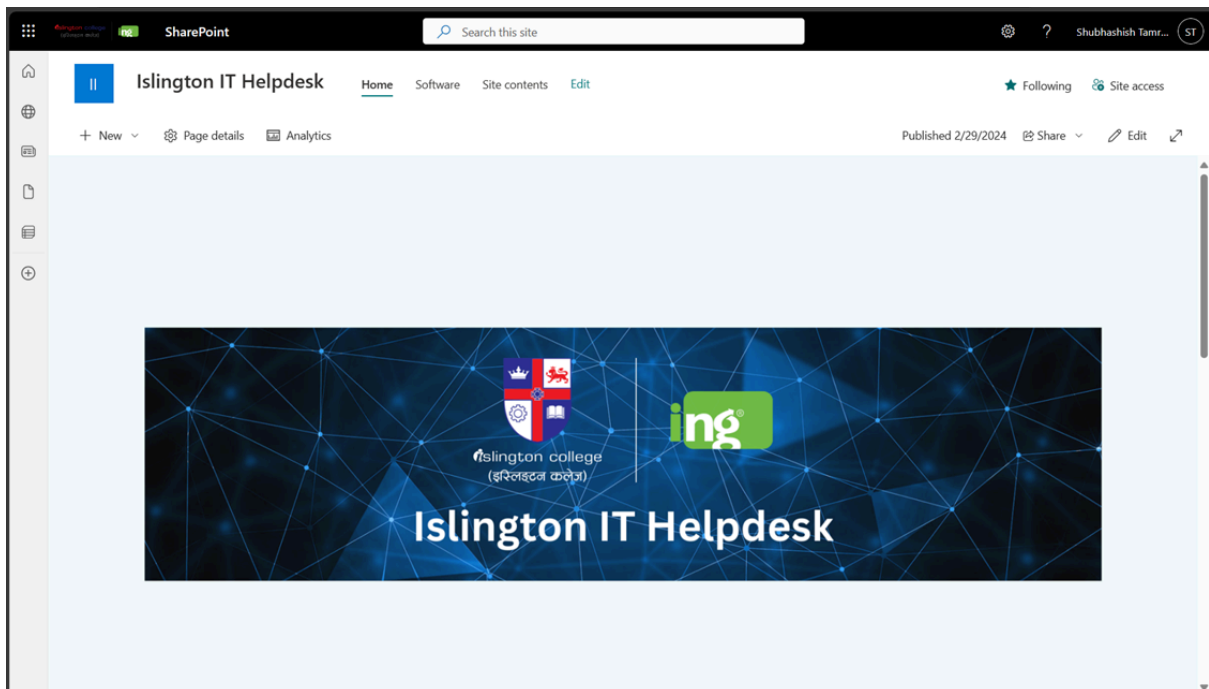 SharePoint
Search this site
?
Shubhashish Tamr...
ST
II
Islington IT Helpdesk
Home
Software
Site contents
Edit
Following
Site access
New
Page details
Analytics
Published 2/29/2024
Share
Edit
islington college
(इस्लिङ्टन कलेज)
ing®
Islington IT Helpdesk